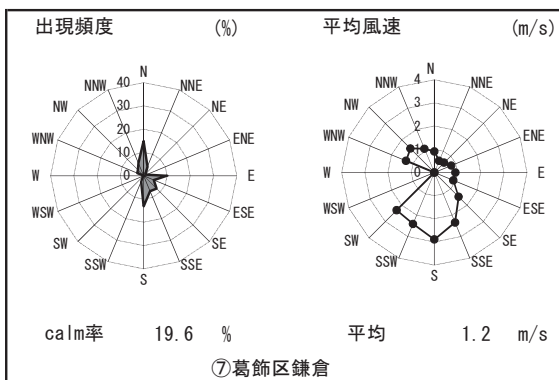 出現頻度 (%)
40
30
20
10
0
N
NNE
NE
ENE
E
ESE
SE
SSE
S
SSW
SW
WSW
W
WNW
NW
NNW
calm率 19.6 %
平均風速 (m/s)
4
3
2
1
0
N
NNE
NE
ENE
E
ESE
SE
SSE
S
SSW
SW
WSW
W
WNW
NW
NNW
平均 1.2 m/s
⑦葛飾区鎌倉